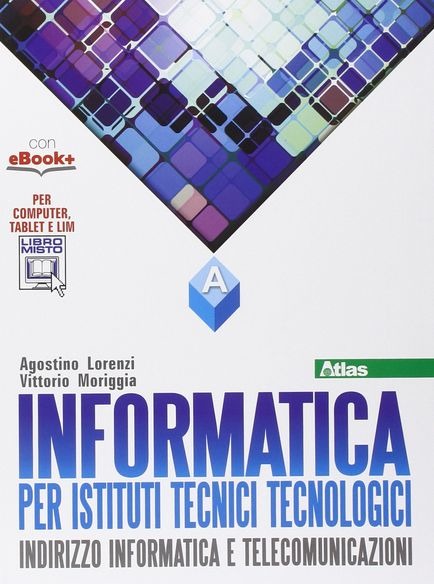 con
eBook+
PER
COMPUTER,
TABLET E LIM
LIBRO
MISTO
A
Agostino Lorenzi
Vittorio Moriggia
Atlas
INFORMATICA
PER ISTITUTI TECNICI TECNOLOGICI
INDIRIZZO INFORMATICA E TELECOMUNICAZIONI